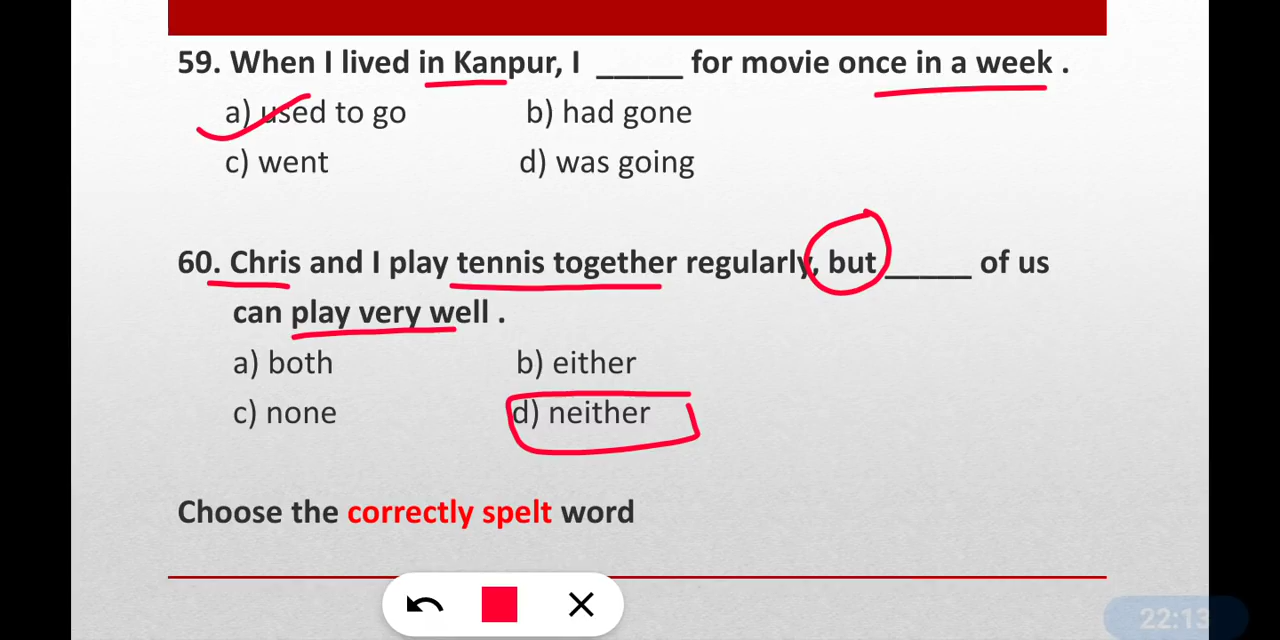 59. When I lived in Kanpur, I _____ for movie once in a week .
a) used to go b) had gone
c) went d) was going
60. Chris and I play tennis together regularly, but _____ of us
can play very well .
a) both b) either
c) none d) neither
Choose the correctly spelt word
22:13